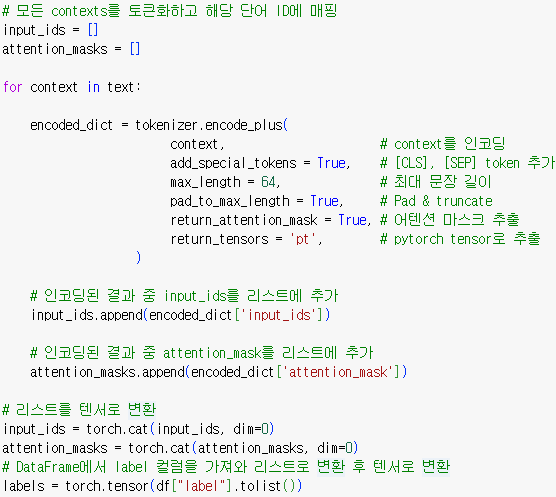 # 모든 contexts를 토큰화하고 해당 단어 ID에 매핑
input_ids = []
attention_masks = []
for context in text:
encoded_dict = tokenizer.encode_plus(
context, # context를 인코딩
add_special_tokens = True, # [CLS], [SEP] token 추가
max_length = 64, # 최대 문장 길이
pad_to_max_length = True, # Pad & truncate
return_attention_mask = True, # 어텐션 마스크 추출
return_tensors = 'pt', # pytorch tensor로 추출
)
# 인코딩된 결과 중 input_ids를 리스트에 추가
input_ids.append(encoded_dict['input_ids'])
# 인코딩된 결과 중 attention_mask를 리스트에 추가
attention_masks.append(encoded_dict['attention_mask'])
# 리스트를 텐서로 변환
input_ids = torch.cat(input_ids, dim=0)
attention_masks = torch.cat(attention_masks, dim=0)
# DataFrame에서 label 컬럼을 가져와 리스트로 변환 후 텐서로 변환
labels = torch.tensor(df["label"].tolist())